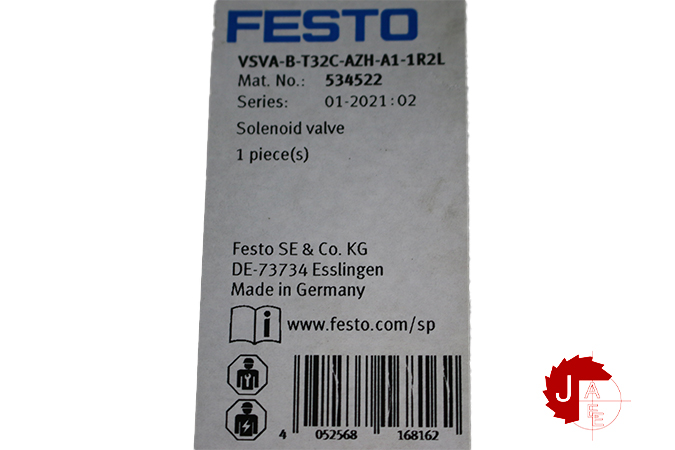 FESTO
VSVA-B-T32C-AZH-A1-1R2L
Mat. No.: 534522
Series: 01-2021:02
Solenoid valve
1 piece(s)
Festo SE & Co. KG
DE-73734 Esslingen
Made in Germany
i www.festo.com/sp
4 052568 168162
J
A
EE